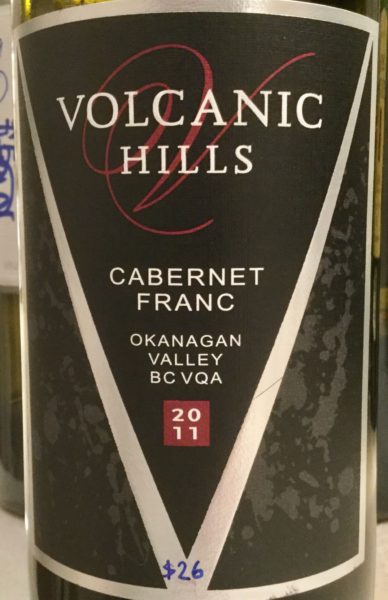 VOLCANIC
HILLS
CABERNET
FRANC
OKANAGAN
VALLEY
BC VQA
20
11
$26